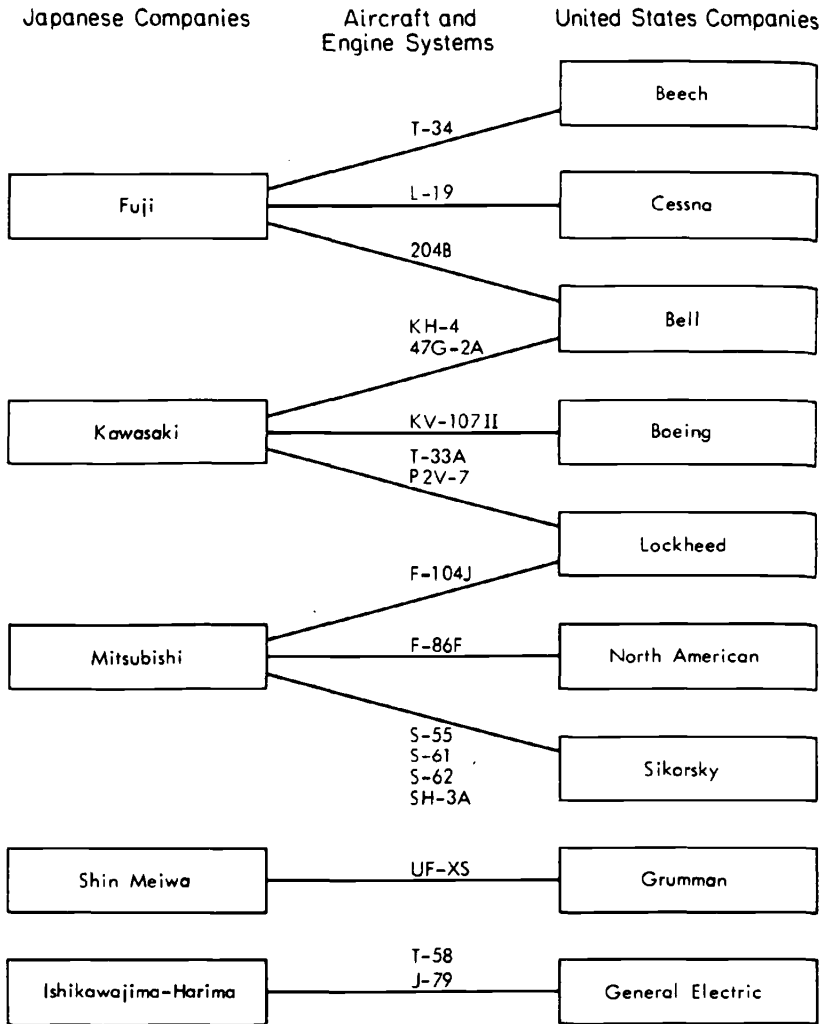 Japanese Companies
Aircraft and
Engine Systems
United States Companies
Beech
T-34
Fuji
L-19
Cessna
204B
Bell
KH-4
47G-2A
Kawasaki
KV-107II
Boeing
T-33A
P2V-7
Lockheed
F-104J
Mitsubishi
F-86F
North American
S-55
S-61
S-62
SH-3A
Sikorsky
Shin Meiwa
UF-XS
Grumman
T-58
J-79
Ishikawajima-Harima
General Electric